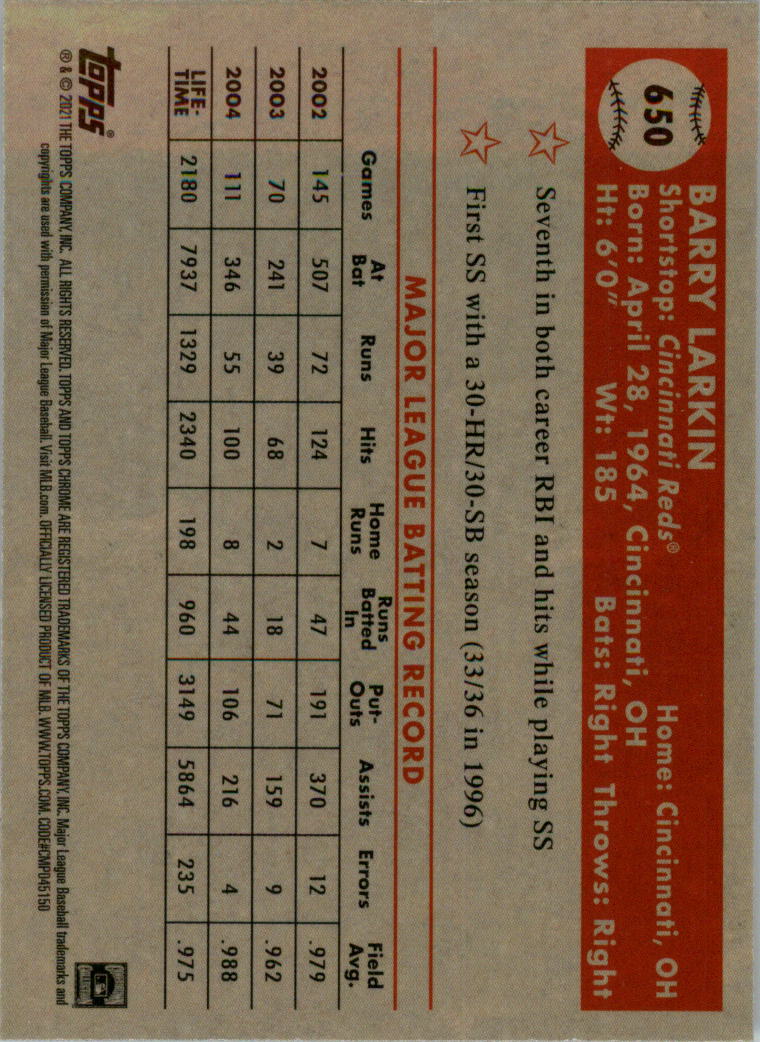 650
BARRY LARKIN
Shortstop: Cincinnati Reds® Home: Cincinnati, OH
Born: April 28, 1964, Cincinnati, OH
Ht: 6'0" Wt: 185 Bats: Right Throws: Right
Seventh in both career RBI and hits while playing SS
First SS with a 30-HR/30-SB season (33/36 in 1996)
MAJOR LEAGUE BATTING RECORD
Games At Bat Runs Hits Home Runs Runs Batted In Put-Outs Assists Errors Field Avg.
2002 145 507 72 124 7 47 191 370 12 .979
2003 70 241 39 68 2 18 71 159 9 .962
2004 111 346 55 100 8 44 106 216 4 .988
LIFE-TIME 2180 7937 1329 2340 198 960 3149 5864 235 .975
topps®
® & © 2021 THE TOPPS COMPANY, INC. ALL RIGHTS RESERVED. TOPPS AND TOPPS CHROME ARE REGISTERED TRADEMARKS OF THE TOPPS COMPANY, INC. Major League Baseball trademarks and
copyrights are used with permission of Major League Baseball. Visit MLB.com. OFFICIALLY LICENSED PRODUCT OF MLB. WWW.TOPPS.COM. CODE#CMPD45150